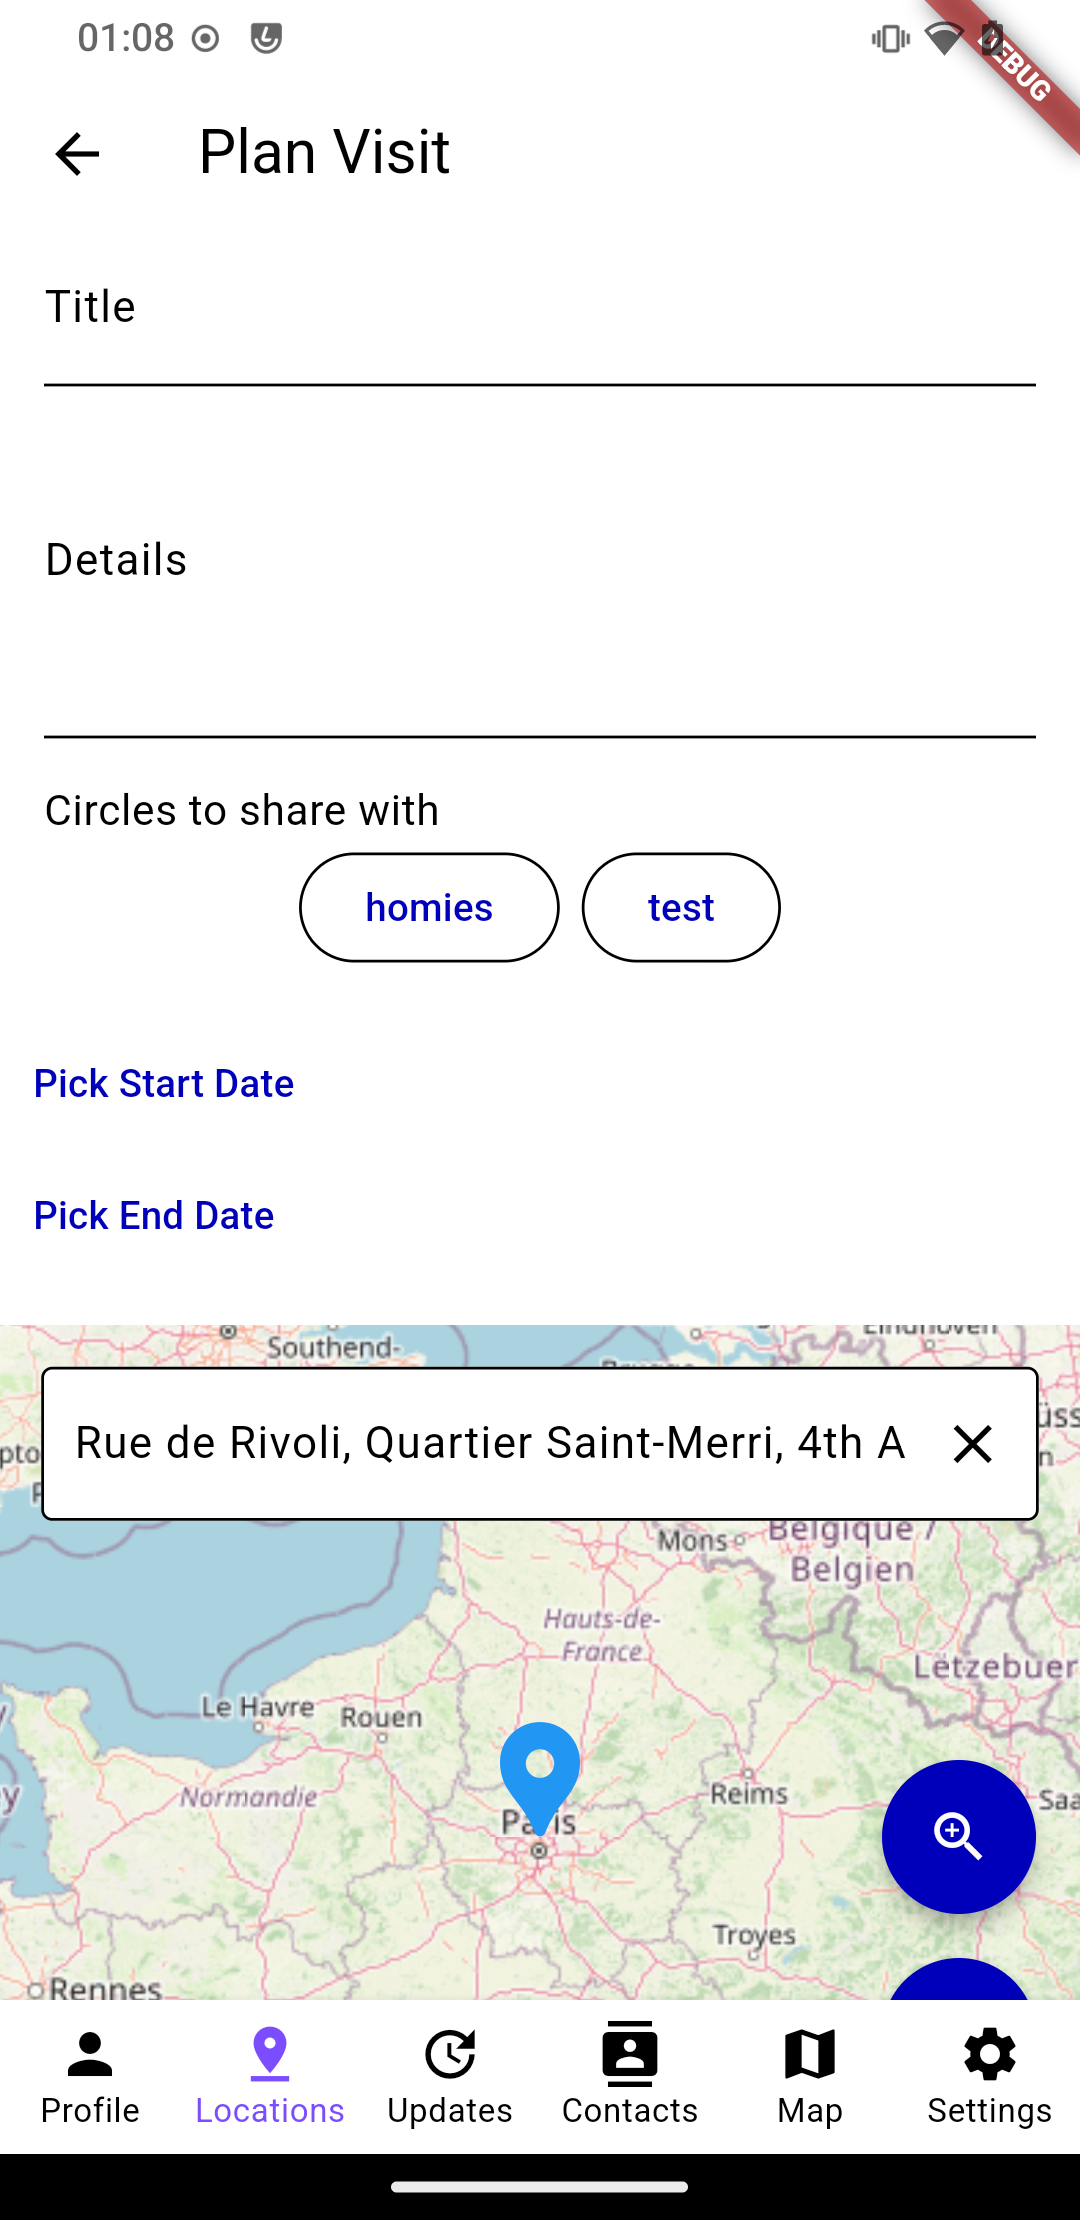 01:08
DEBUG
Plan Visit
Title
Details
Circles to share with
homies test
Pick Start Date
Pick End Date
Southend-
Eindhoven
Rue de Rivoli, Quartier Saint-Merri, 4th A
Mons
Belgique /
Belgien
Hauts-de-
France
Lëtzebuer
Le Havre
Rouen
Normandie
Reims
Paris
Troyes
Rennes
Profile Locations Updates Contacts Map Settings